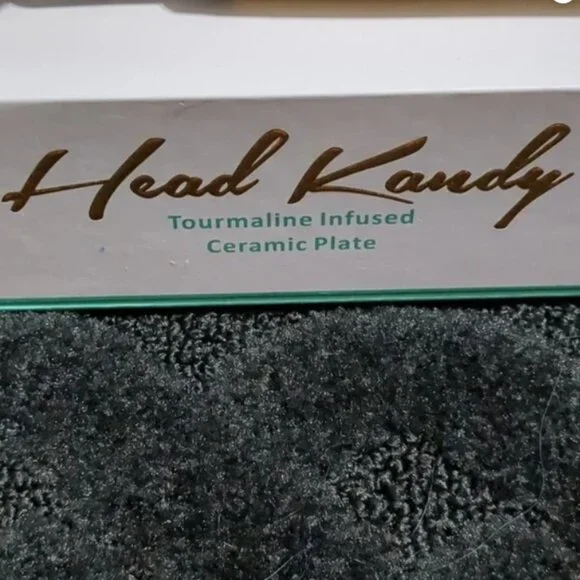 Head Kandy
Tourmaline Infused
Ceramic Plate